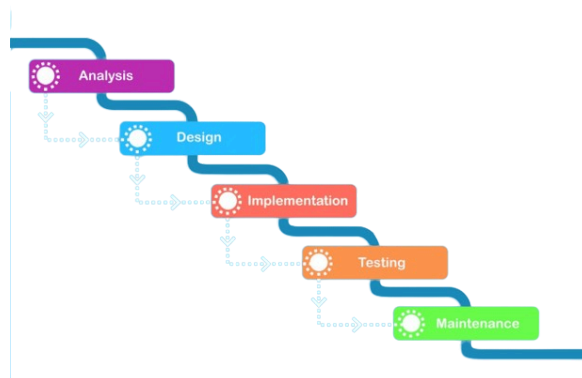 Analysis
Design
Implementation
Testing
Maintenance